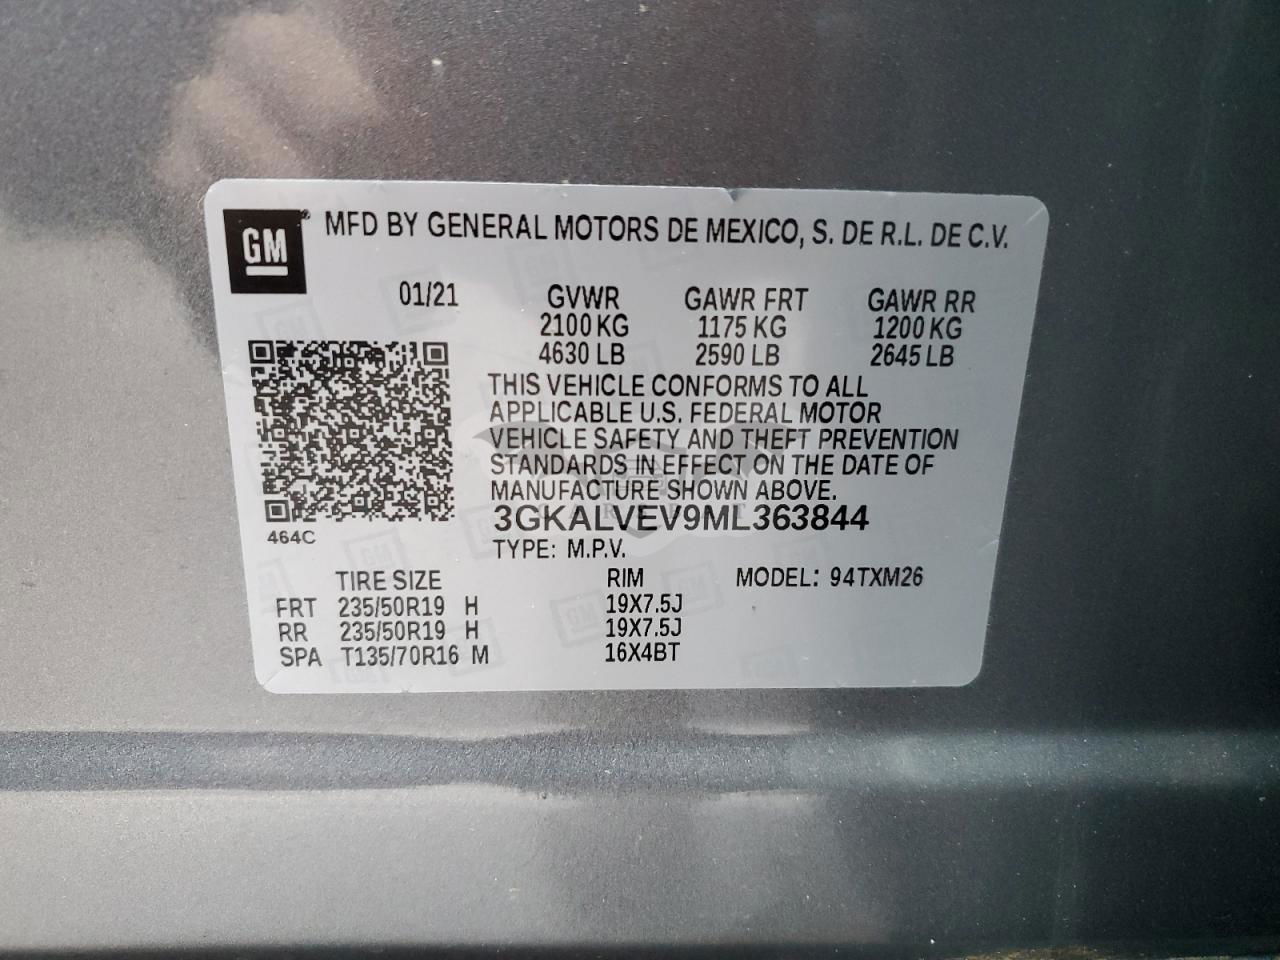 GM
MFD BY GENERAL MOTORS DE MEXICO, S. DE R.L. DE C.V.
01/21 GVWR GAWR FRT GAWR RR
2100 KG 1175 KG 1200 KG
4630 LB 2590 LB 2645 LB
THIS VEHICLE CONFORMS TO ALL
APPLICABLE U.S. FEDERAL MOTOR
VEHICLE SAFETY AND THEFT PREVENTION
STANDARDS IN EFFECT ON THE DATE OF
MANUFACTURE SHOWN ABOVE.
3GKALVEV9ML363844
464C
TYPE: M.P.V.
TIRE SIZE RIM MODEL: 94TXM26
FRT 235/50R19 H 19X7.5J
RR 235/50R19 H 19X7.5J
SPA T135/70R16 M 16X4BT